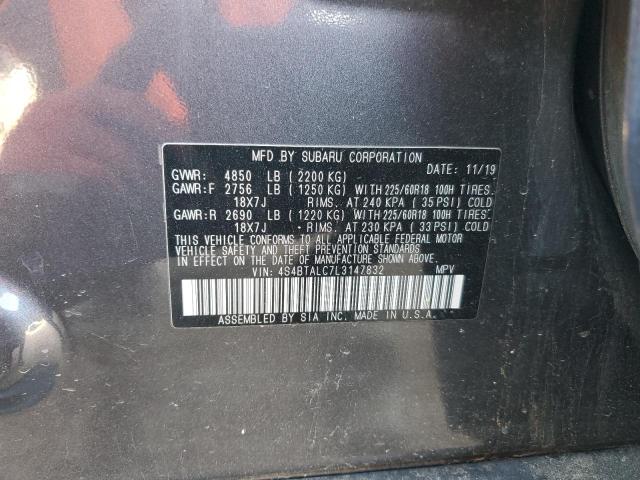 MFD .BY SUBARU CORPORATION
GVWR: 4850 LB ( 2200 KG) DATE: 11/19
GAWR:F 2756 LB ( 1250 KG) WITH 225/60R18 100H TIRES.
18X7J RIMS. AT 240 KPA ( 35 PSI) COLD
GAWR:R 2690 LB ( 1220 KG) WITH 225/60R18 100H TIRES.
18X7J RIMS. AT 230 KPA ( 33 PSI) COLD
THIS VEHICLE CONFORMS TO ALL APPLICABLE FEDERAL MOTOR
VEHICLE SAFETY AND THEFT PREVENTION STANDARDS IN EFFECT
ON THE DATE OF MANUFACTURE SHOWN ABOVE.
VIN: 4S4BTALC7L3147832 MPV
ASSEMBLED BY SIA INC. MADE IN U.S.A.